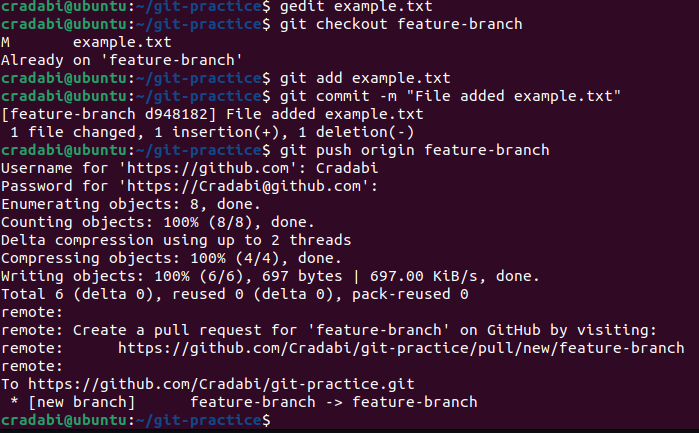 cradabi@ubuntu:~/git-practice$ gedit example.txt
cradabi@ubuntu:~/git-practice$ git checkout feature-branch
M       example.txt
Already on 'feature-branch'
cradabi@ubuntu:~/git-practice$ git add example.txt
cradabi@ubuntu:~/git-practice$ git commit -m "File added example.txt"
[feature-branch d948182] File added example.txt
 1 file changed, 1 insertion(+), 1 deletion(-)
cradabi@ubuntu:~/git-practice$ git push origin feature-branch
Username for 'https://github.com': Cradabi
Password for 'https://Cradabi@github.com':
Enumerating objects: 8, done.
Counting objects: 100% (8/8), done.
Delta compression using up to 2 threads
Compressing objects: 100% (4/4), done.
Writing objects: 100% (6/6), 697 bytes | 697.00 KiB/s, done.
Total 6 (delta 0), reused 0 (delta 0), pack-reused 0
remote:
remote: Create a pull request for 'feature-branch' on GitHub by visiting:
remote:      https://github.com/Cradabi/git-practice/pull/new/feature-branch
remote:
To https://github.com/Cradabi/git-practice.git
 * [new branch]      feature-branch -> feature-branch
cradabi@ubuntu:~/git-practice$